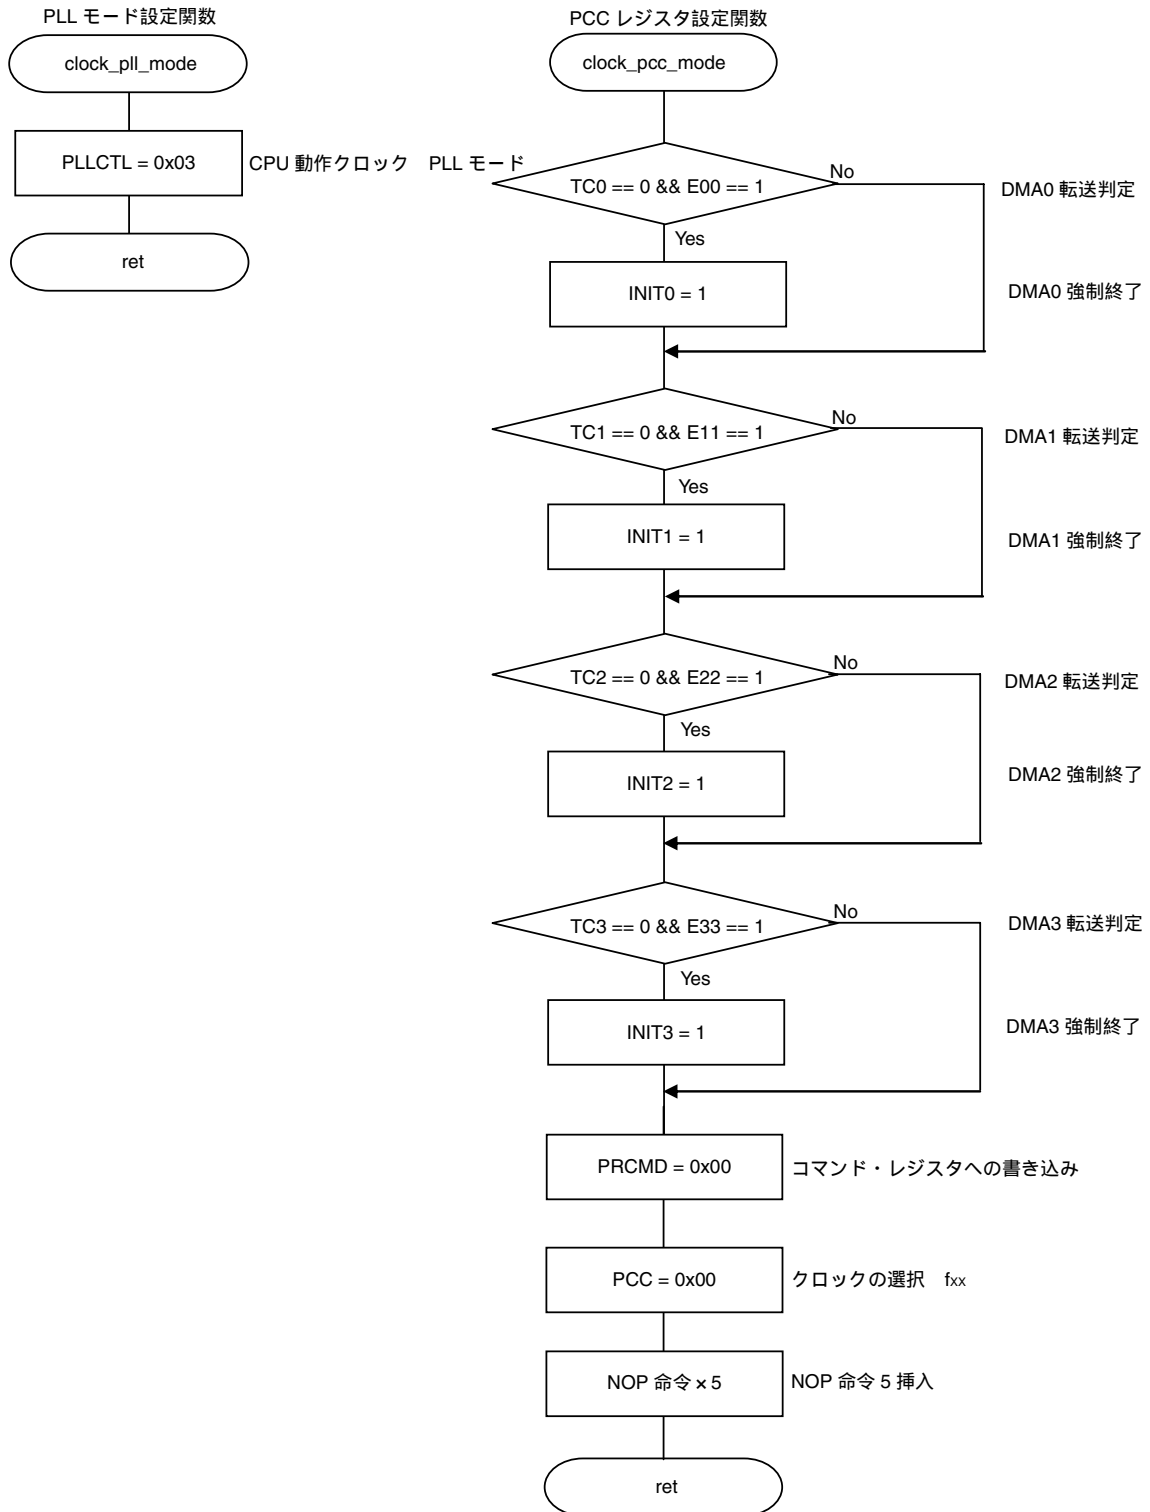 PLL モード設定関数
clock_pll_mode
PLLCTL = 0x03
CPU 動作クロック　PLL モード
ret
PCC レジスタ設定関数
clock_pcc_mode
TC0 == 0 && E00 == 1
No
DMA0 転送判定
Yes
INIT0 = 1
DMA0 強制終了
TC1 == 0 && E11 == 1
No
DMA1 転送判定
Yes
INIT1 = 1
DMA1 強制終了
TC2 == 0 && E22 == 1
No
DMA2 転送判定
Yes
INIT2 = 1
DMA2 強制終了
TC3 == 0 && E33 == 1
No
DMA3 転送判定
Yes
INIT3 = 1
DMA3 強制終了
PRCMD = 0x00
コマンド・レジスタへの書き込み
PCC = 0x00
クロックの選択　fxx
NOP 命令 × 5
NOP 命令 5 挿入
ret